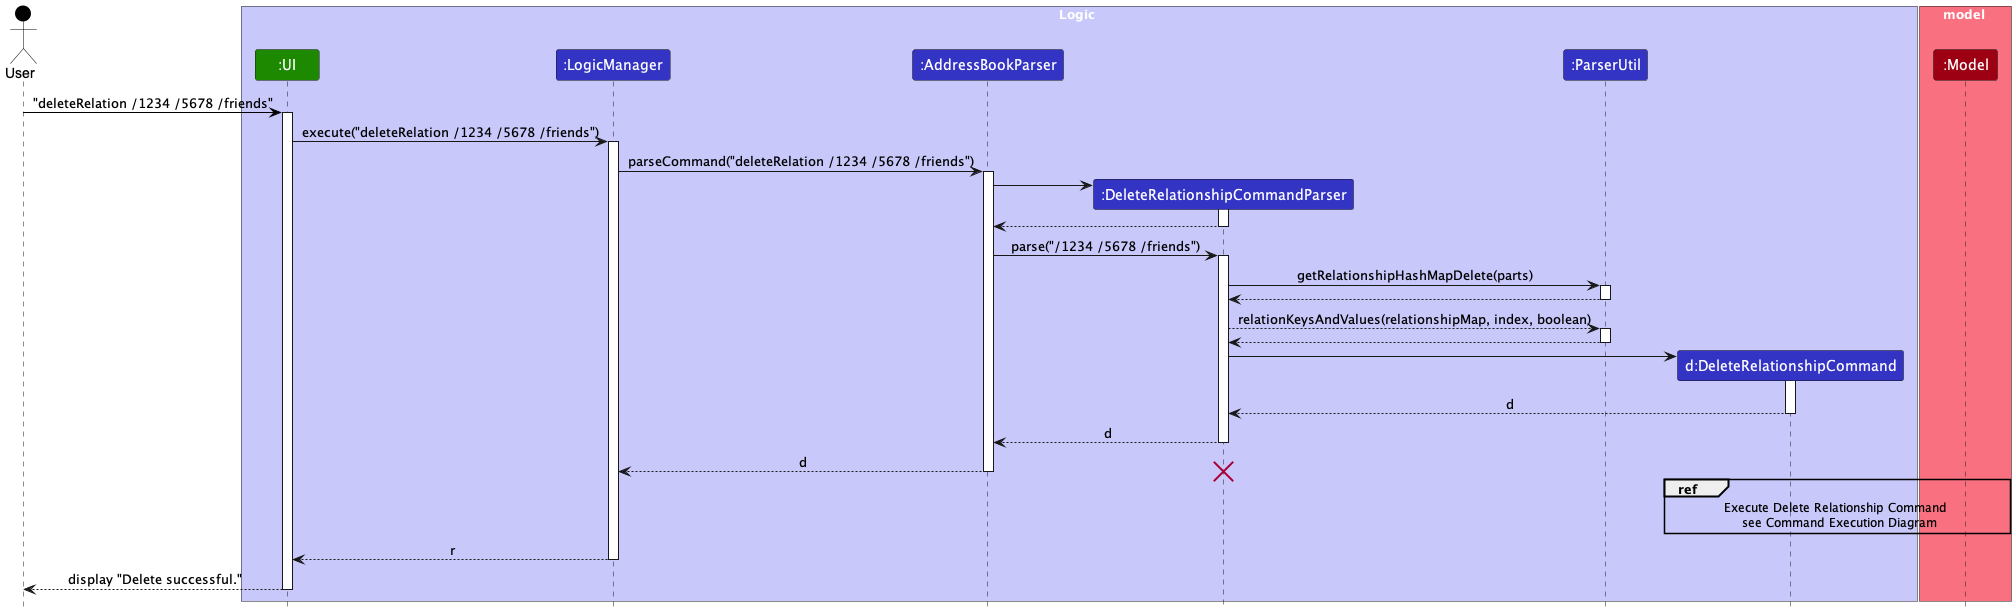 Logic
model
User
:UI
:LogicManager
:AddressBookParser
:ParserUtil
:Model
"deleteRelation /1234 /5678 /friends"
execute("deleteRelation /1234 /5678 /friends")
parseCommand("deleteRelation /1234 /5678 /friends")
:DeleteRelationshipCommandParser
parse("/1234 /5678 /friends")
getRelationshipHashMapDelete(parts)
relationKeysAndValues(relationshipMap, index, boolean)
d:DeleteRelationshipCommand
d
d
d
ref
Execute Delete Relationship Command
see Command Execution Diagram
r
display "Delete successful."